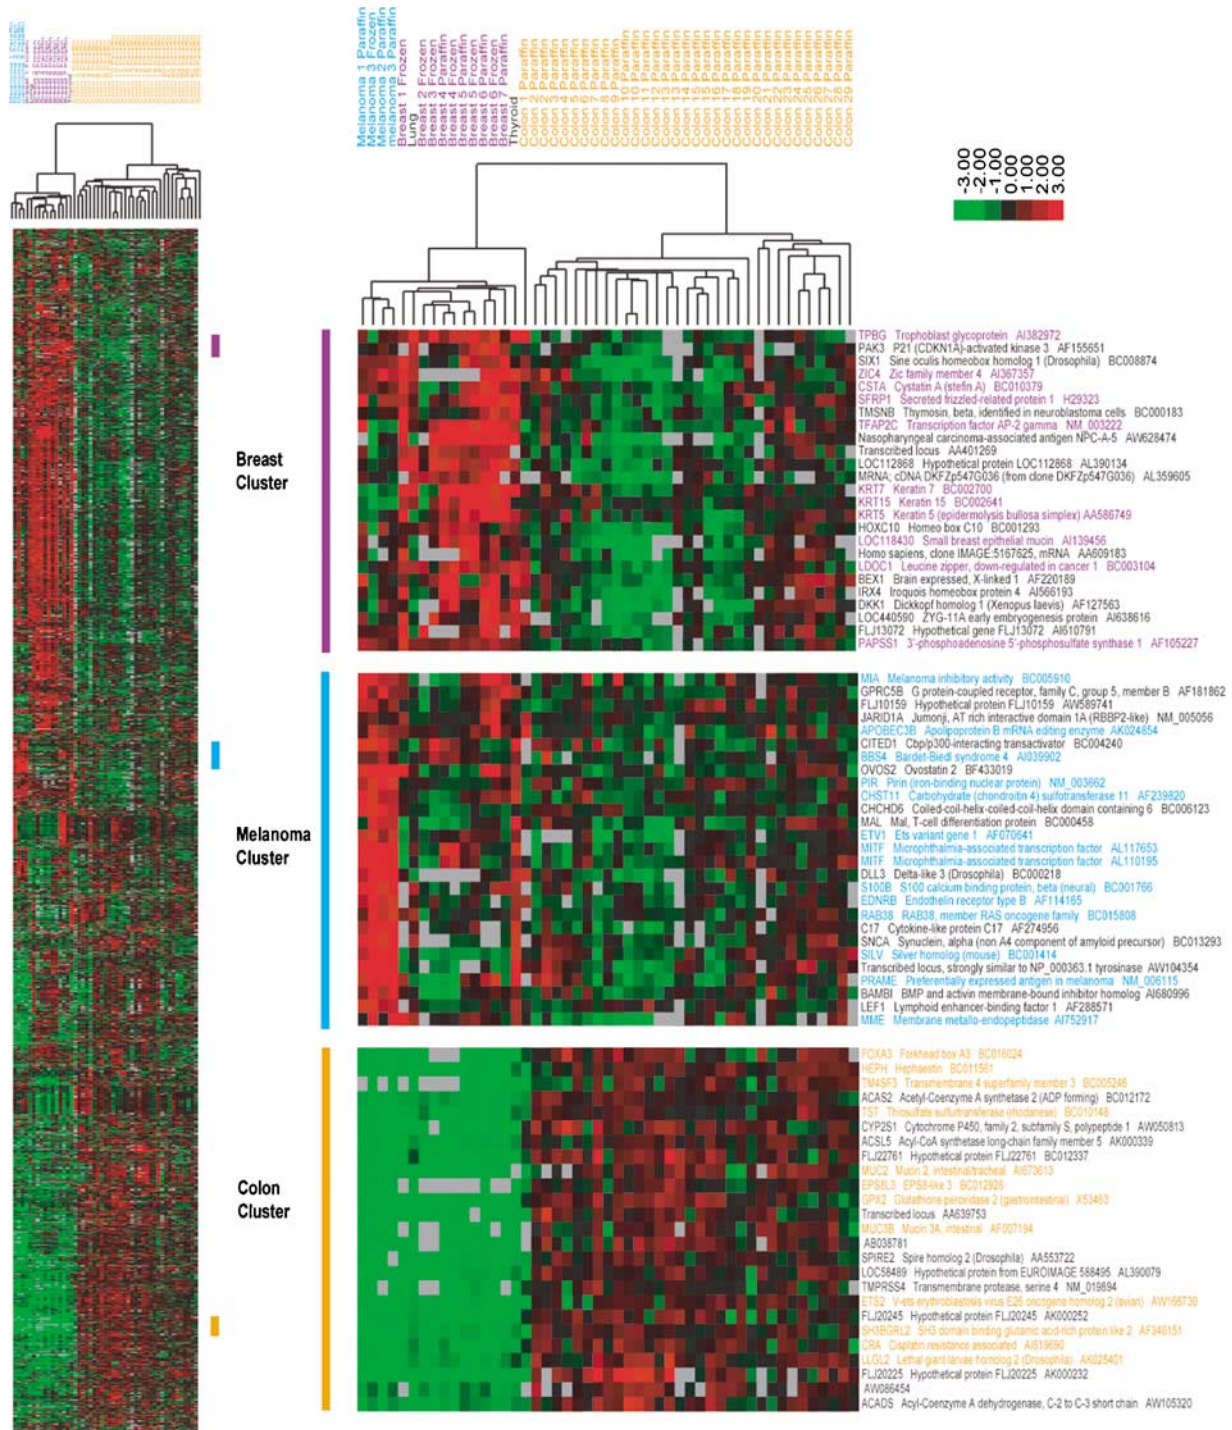 Melanoma 1 Paraffin
Melanoma 3 Frozen
Melanoma 2 Paraffin
melanoma 3 Paraffin
Breast 1 Frozen
Lung
Breast 2 Frozen
Breast 3 Frozen
Breast 4 Paraffin
Breast 4 Frozen
Breast 5 Paraffin
Breast 5 Frozen
Breast 6 Paraffin
Breast 6 Frozen
Breast 7 Paraffin
Thyroid
Colon 1 Paraffin
Colon 2 Paraffin
Colon 3 Paraffin
Colon 4 Paraffin
Colon 5 Paraffin
Colon 6 Paraffin
Colon 7 Paraffin
Colon 8 Paraffin
Colon 9 Paraffin
Colon 10 Paraffin
Colon 11 Paraffin
Colon 12 Paraffin
Colon 13 Paraffin
Colon 14 Paraffin
Colon 15 Paraffin
Colon 16 Paraffin
Colon 17 Paraffin
Colon 18 Paraffin
Colon 19 Paraffin
Colon 20 Paraffin
Colon 21 Paraffin
Colon 22 Paraffin
Colon 23 Paraffin
Colon 24 Paraffin
Colon 25 Paraffin
Colon 26 Paraffin
Colon 28 Paraffin
Colon 29 Paraffin
-3.00
-2.00
-1.00
0.00
1.00
2.00
3.00
Breast
Cluster
TPBG Trophoblast glycoprotein AI382972
PAK3 P21 (CDKN1A)-activated kinase 3 AF155651
SIX1 Sine oculis homeobox homolog 1 (Drosophila) BC008874
ZIC4 Zic family member 4 AI367357
CSTA Cystatin A (stefin A) BC010379
SFRP1 Secreted frizzled-related protein 1 H29323
TMSNB Thymosin, beta, identified in neuroblastoma cells BC000183
TFAP2C Transcription factor AP-2 gamma NM_003222
Nasopharyngeal carcinoma-associated antigen NPC-A-5 AW628474
Transcribed locus AA401269
LOC112868 Hypothetical protein LOC112868 AL390134
MRNA; cDNA DKFZp547G036 (from clone DKFZp547G036) AL359605
KRT7 Keratin 7 BC002700
KRT15 Keratin 15 BC002641
KRT5 Keratin 5 (epidermolysis bullosa simplex) AA586749
HOXC10 Homeo box C10 BC001293
LOC118430 Small breast epithelial mucin AI139456
Homo sapiens, clone IMAGE:5167625, mRNA AA609183
LDOC1 Leucine zipper, down-regulated in cancer 1 BC003104
BEX1 Brain expressed, X-linked 1 AF220189
IRX4 Iroquois homeobox protein 4 AI566193
DKK1 Dickkopf homolog 1 (Xenopus laevis) AF127563
LOC440590 ZYG-11A early embryogenesis protein AI638616
FLJ13072 Hypothetical gene FLJ13072 AI610791
PAPSS1 3'-phosphoadenosine 5'-phosphosulfate synthase 1 AF105227
Melanoma
Cluster
MIA Melanoma inhibitory activity BC005910
GPRC5B G protein-coupled receptor, family C, group 5, member B AF181862
FLJ10159 Hypothetical protein FLJ10159 AW589741
JARID1A Jumonji, AT rich interactive domain 1A (RBBP2-like) NM_005056
APOBEC3B Apolipoprotein B mRNA editing enzyme AK024854
CITED1 Cbp/p300-interacting transactivator BC004240
BBS4 Bardet-Biedl syndrome 4 AI039902
OVOS2 Ovostatin 2 BF433019
PIR Pirin (iron-binding nuclear protein) NM_003662
CHST11 Carbohydrate (chondroitin 4) sulfotransferase 11 AF239820
CHCHD6 Coiled-coil-helix-coiled-coil-helix domain containing 6 BC006123
MAL Mal, T-cell differentiation protein BC000458
ETV1 Ets variant gene 1 AF070641
MITF Microphthalmia-associated transcription factor AL117653
MITF Microphthalmia-associated transcription factor AL110195
DLL3 Delta-like 3 (Drosophila) BC000218
S100B S100 calcium binding protein, beta (neural) BC001766
EDNRB Endothelin receptor type B AF114165
RAB38 RAB38, member RAS oncogene family BC015808
C17 Cytokine-like protein C17 AF274956
SNCA Synuclein, alpha (non A4 component of amyloid precursor) BC013293
SILV Silver homolog (mouse) BC001414
Transcribed locus, strongly similar to NP_000363.1 tyrosinase AW104354
PRAME Preferentially expressed antigen in melanoma NM_006115
BAMBI BMP and activin membrane-bound inhibitor homolog AI680996
LEF1 Lymphoid enhancer-binding factor 1 AF288571
MME Membrane metallo-endopeptidase AI752917
Colon
Cluster
FOXA3 Forkhead box A3 BC016024
HEPH Hephaestin BC011561
TM4SF3 Transmembrane 4 superfamily member 3 BC005246
ACAS2 Acetyl-Coenzyme A synthetase 2 (ADP forming) BC012172
TST Thiosulfate sulfurtransferase (rhodanese) BC010148
CYP2S1 Cytochrome P450, family 2, subfamily S, polypeptide 1 AW050813
ACSL5 Acyl-CoA synthetase long-chain family member 5 AK000339
FLJ22761 Hypothetical protein FLJ22761 BC012337
MUC2 Mucin 2, intestinal/tracheal AI673613
EPS8L3 EPS8-like 3 BC012926
GPX2 Glutathione peroxidase 2 (gastrointestinal) X53463
Transcribed locus AA639753
MUC3B Mucin 3A, intestinal AF007194
AB038781
SPIRE2 Spire homolog 2 (Drosophila) AA553722
LOC58489 Hypothetical protein from EUROIMAGE 588495 AL390079
TMPRSS4 Transmembrane protease, serine 4 NM_019894
ETS2 V-ets erythroblastosis virus E26 oncogene homolog 2 (avian) AW166730
FLJ20245 Hypothetical protein FLJ20245 AK000252
SH3BGRL2 SH3 domain binding glutamic acid-rich protein like 2 AF340151
CRA Cisplatin resistance associated AI619690
LLGL2 Lethal giant larvae homolog 2 (Drosophila) AK025401
FLJ20225 Hypothetical protein FLJ20225 AK000232
AW086454
ACADS Acyl-Coenzyme A dehydrogenase, C-2 to C-3 short chain AW105320